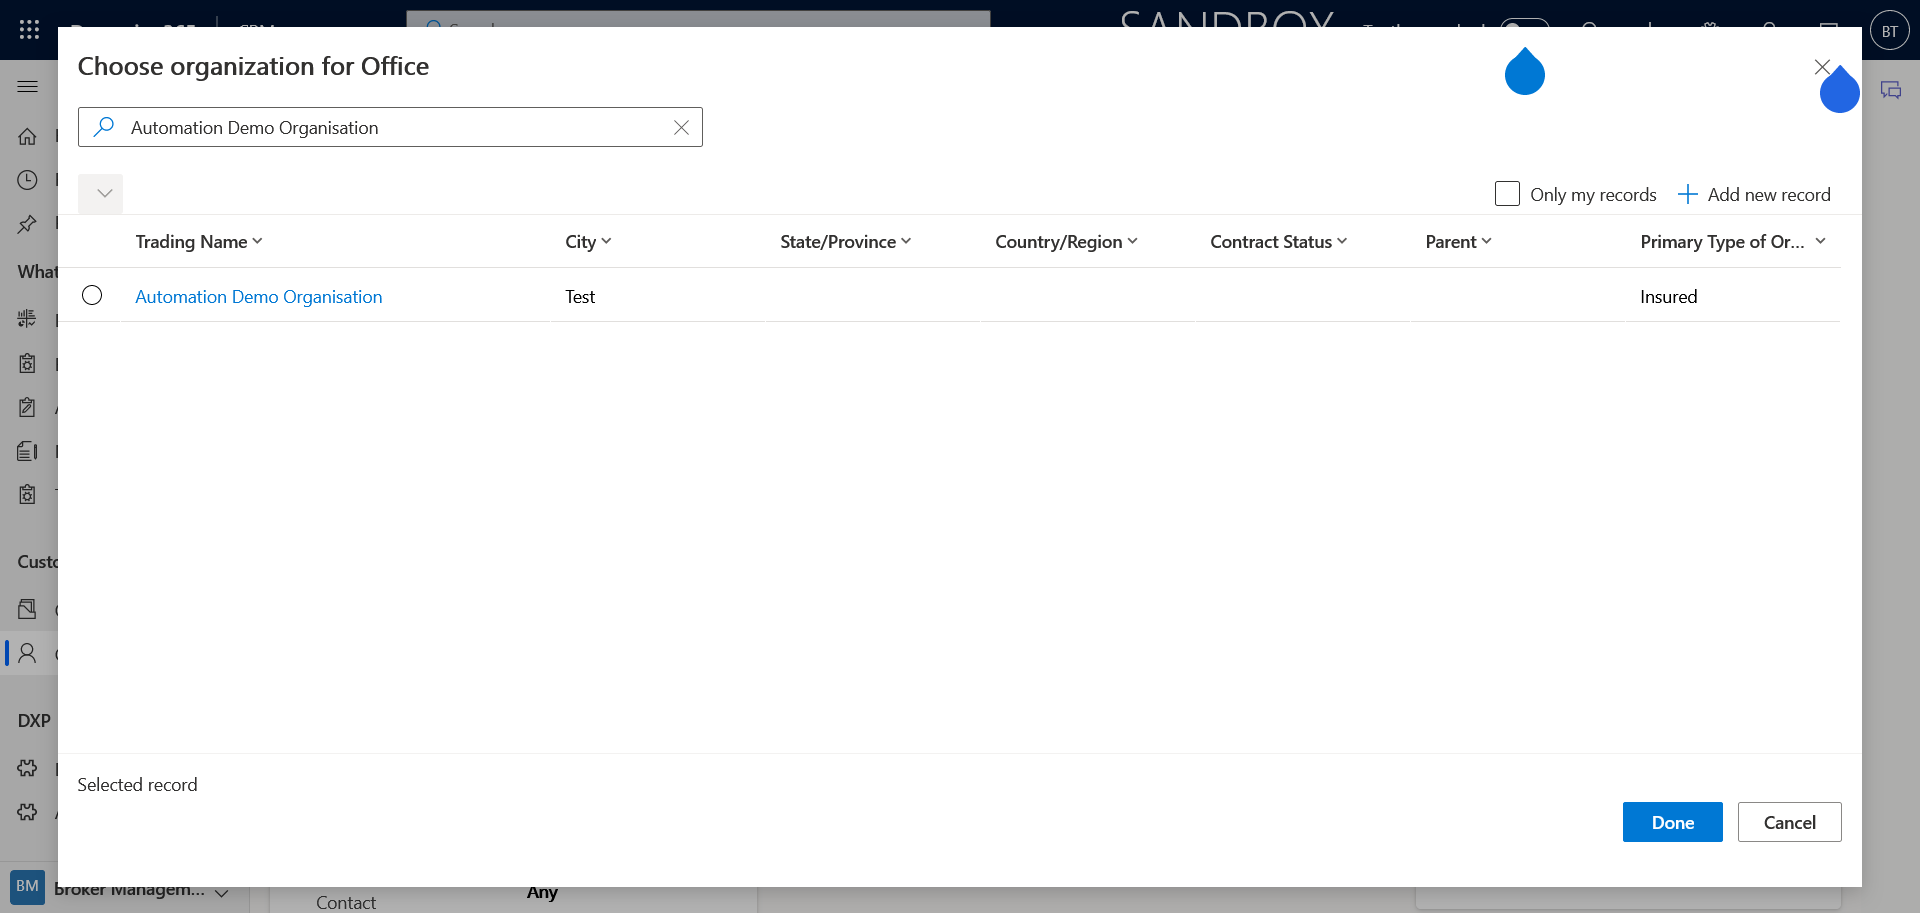 SANDBOX
BT
Choose organization for Office
Automation Demo Organisation
Only my records
Add new record
Trading Name
City
State/Province
Country/Region
Contract Status
Parent
Primary Type of Or...
Automation Demo Organisation
Test
Insured
What
Custo
DXP
Selected record
Done
Cancel
BM
Broker Managem...
Contact
Any